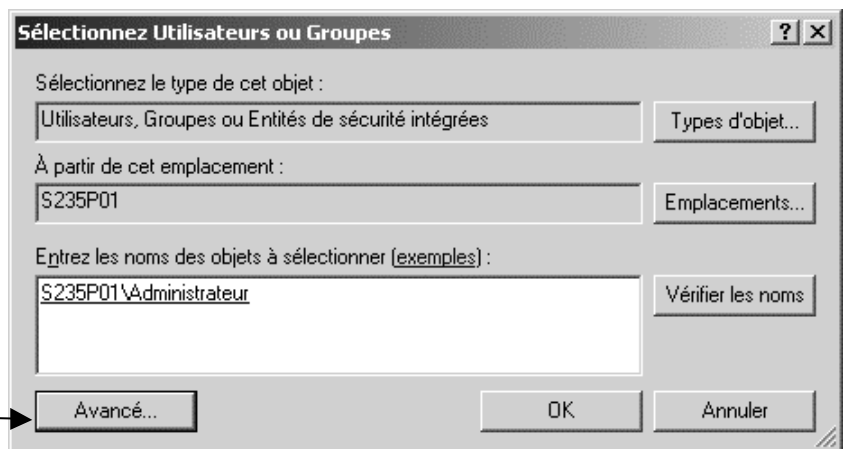 Sélectionnez Utilisateurs ou Groupes
Sélectionnez le type de cet objet :
Utilisateurs, Groupes ou Entités de sécurité intégrées
Types d'objet...
À partir de cet emplacement :
S235P01
Emplacements...
Entrez les noms des objets à sélectionner (exemples) :
S235P01\Administrateur
Vérifier les noms
Avancé...
OK
Annuler